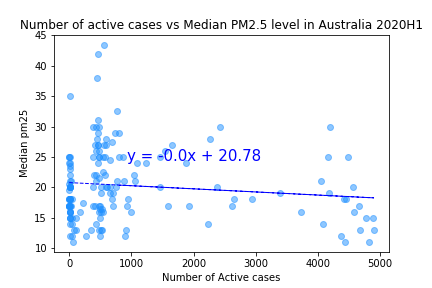 Number of active cases vs Median PM2.5 level in Australia 2020H1
45
40
35
30
25
20
15
10
Median pm25
y = -0.0x + 20.78
0 1000 2000 3000 4000 5000
Number of Active cases